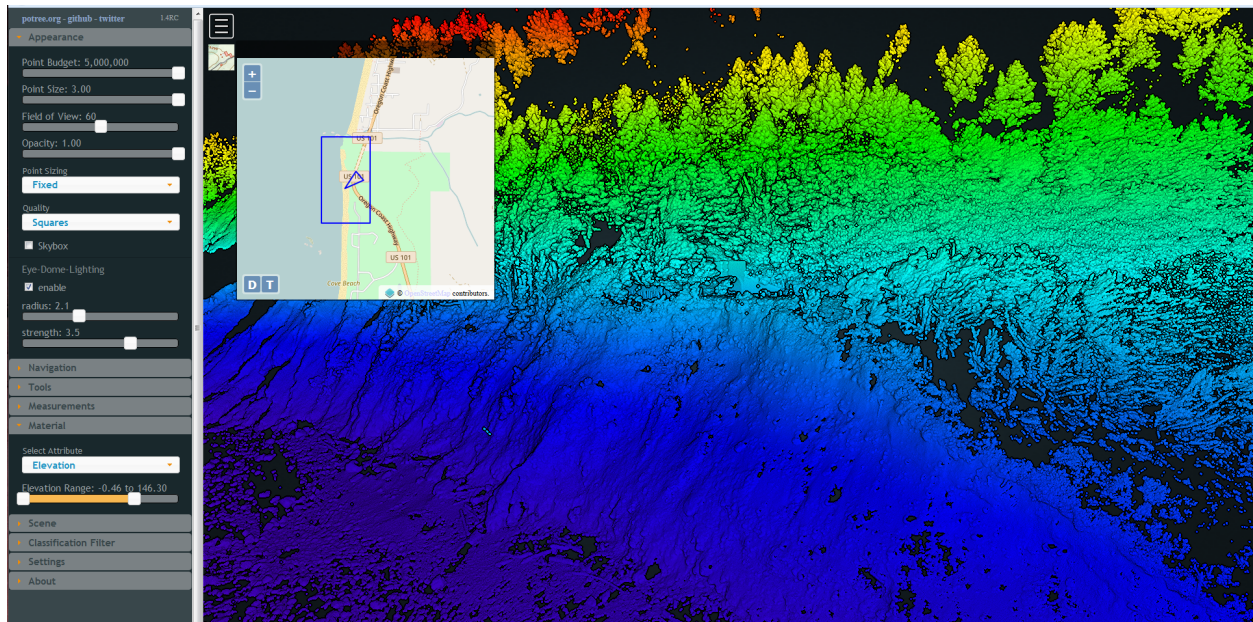 potree.org - github - twitter 1.4RC
Appearance
Point Budget: 5,000,000
Point Size: 3.00
Field of View: 60
Opacity: 1.00
Point Sizing
Fixed
Quality
Squares
Skybox
Eye-Dome-Lighting
enable
radius: 2.1
strength: 3.5
Navigation
Tools
Measurements
Material
Select Attribute
Elevation
Elevation Range: -0.46 to 146.30
Scene
Classification Filter
Settings
About
+
−
Oregon Coast Highway
US 101
US 101
Oregon Coast Highway
US 101
Cove Beach
D T
© OpenStreetMap contributors.